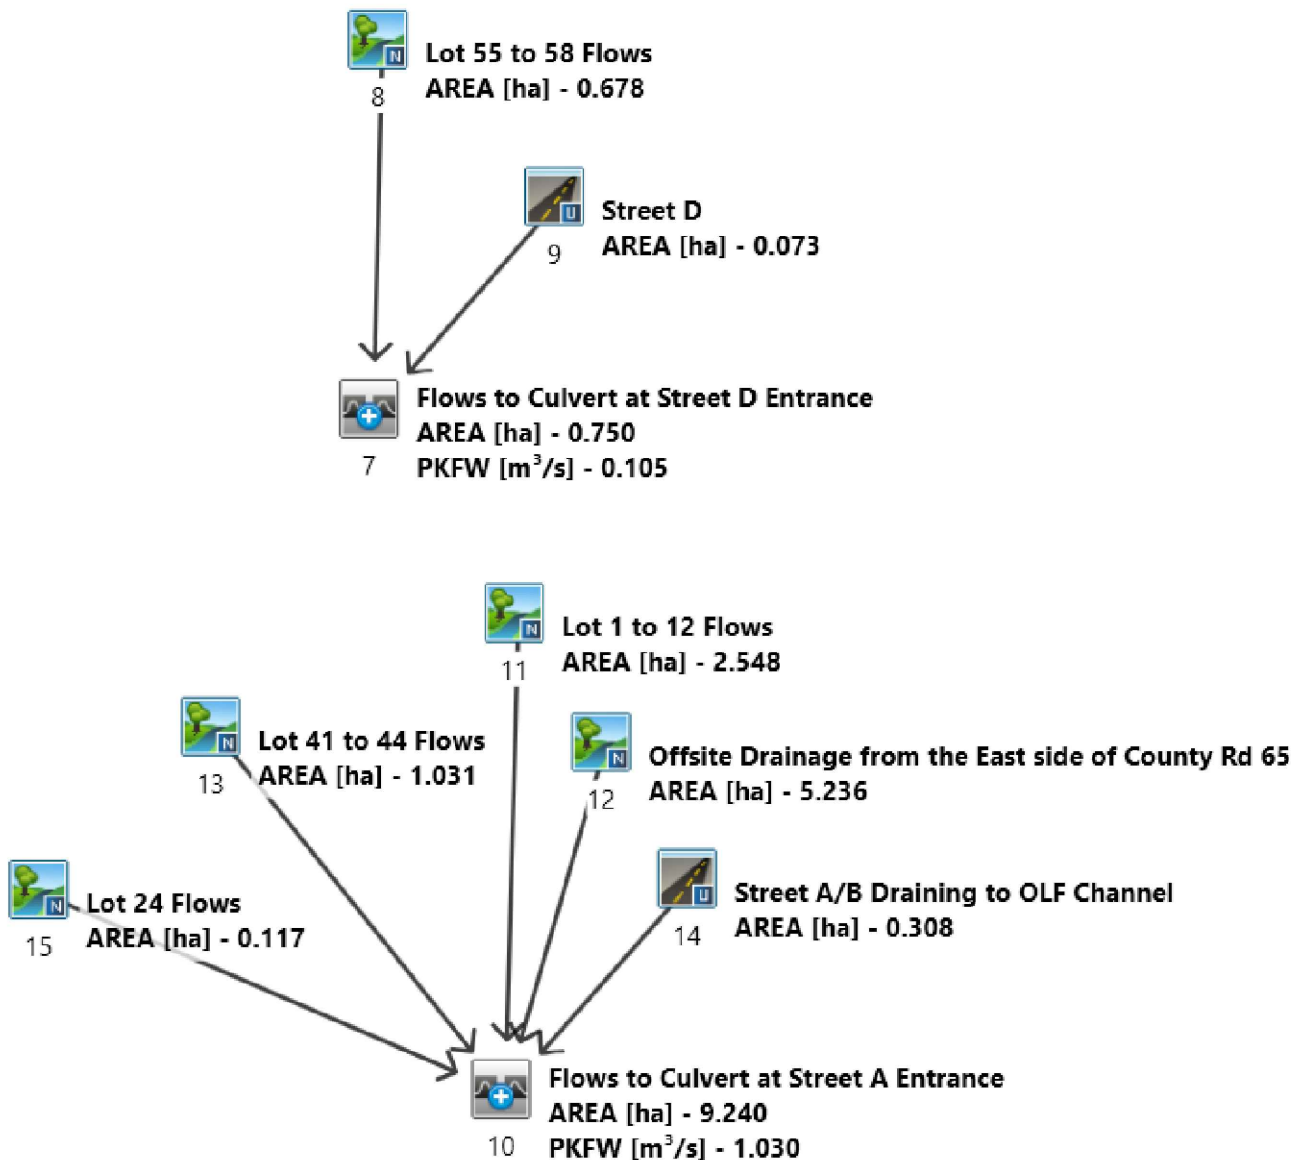 N
Lot 55 to 58 Flows
AREA [ha] - 0.678
8
U
Street D
AREA [ha] - 0.073
9
Flows to Culvert at Street D Entrance
AREA [ha] - 0.750
PKFW [m³/s] - 0.105
7
N
Lot 1 to 12 Flows
AREA [ha] - 2.548
11
N
Lot 41 to 44 Flows
AREA [ha] - 1.031
13
N
Offsite Drainage from the East side of County Rd 65
AREA [ha] - 5.236
12
N
Lot 24 Flows
AREA [ha] - 0.117
15
U
Street A/B Draining to OLF Channel
AREA [ha] - 0.308
14
Flows to Culvert at Street A Entrance
AREA [ha] - 9.240
PKFW [m³/s] - 1.030
10